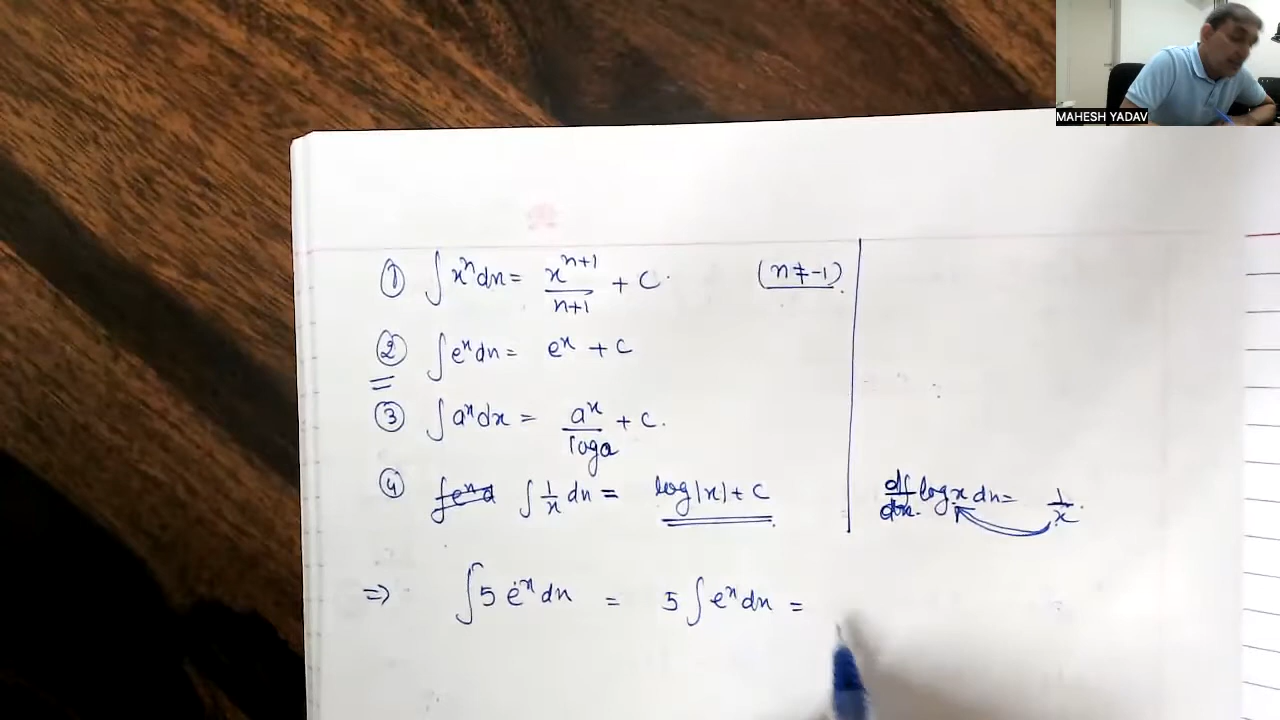 MAHESH YADAV
① ∫xⁿdx = xⁿ⁺¹/n+1 + C. (n≠-1)
② ∫eˣdx = eˣ + C
③ ∫aˣdx = aˣ/loga + C.
④ ∫1/x dx = log|x| + C
d/dx logx dx = 1/x.
⇒ ∫5eˣdx = 5∫eˣdx =